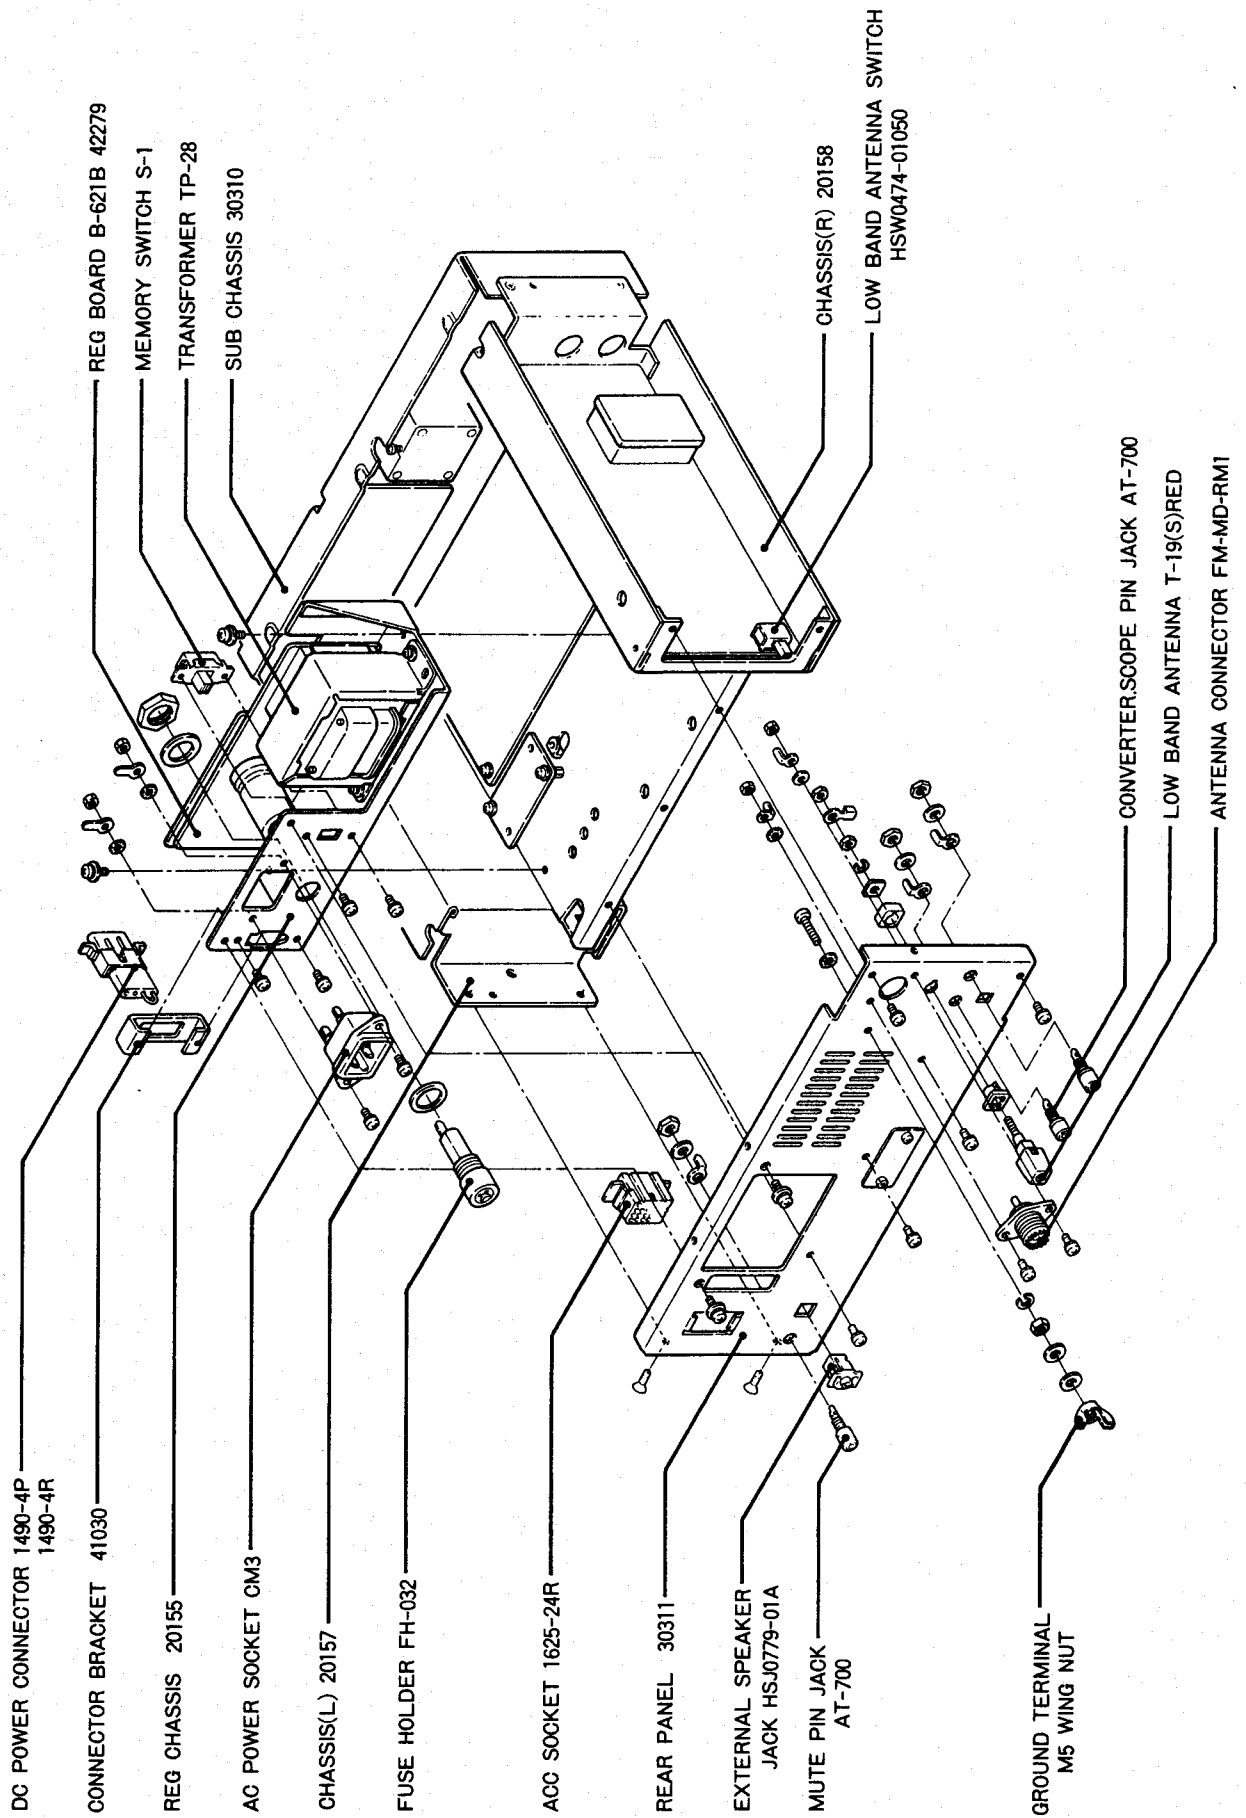 REG BOARD B-621B 42279
MEMORY SWITCH S-1
TRANSFORMER TP-28
SUB CHASSIS 30310
CHASSIS(R) 20158
LOW BAND ANTENNA SWITCH
HSW0474-01050
DC POWER CONNECTOR 1490-4P
1490-4R
CONNECTOR BRACKET 41030
REG CHASSIS 20155
AC POWER SOCKET CM3
CHASSIS(L) 20157
FUSE HOLDER FH-032
ACC SOCKET 1625-24R
REAR PANEL 30311
EXTERNAL SPEAKER
JACK HSJ0779-01A
MUTE PIN JACK
AT-700
GROUND TERMINAL
M5 WING NUT
CONVERTER,SCOPE PIN JACK AT-700
LOW BAND ANTENNA T-19(S)RED
ANTENNA CONNECTOR FM-MD-RM1